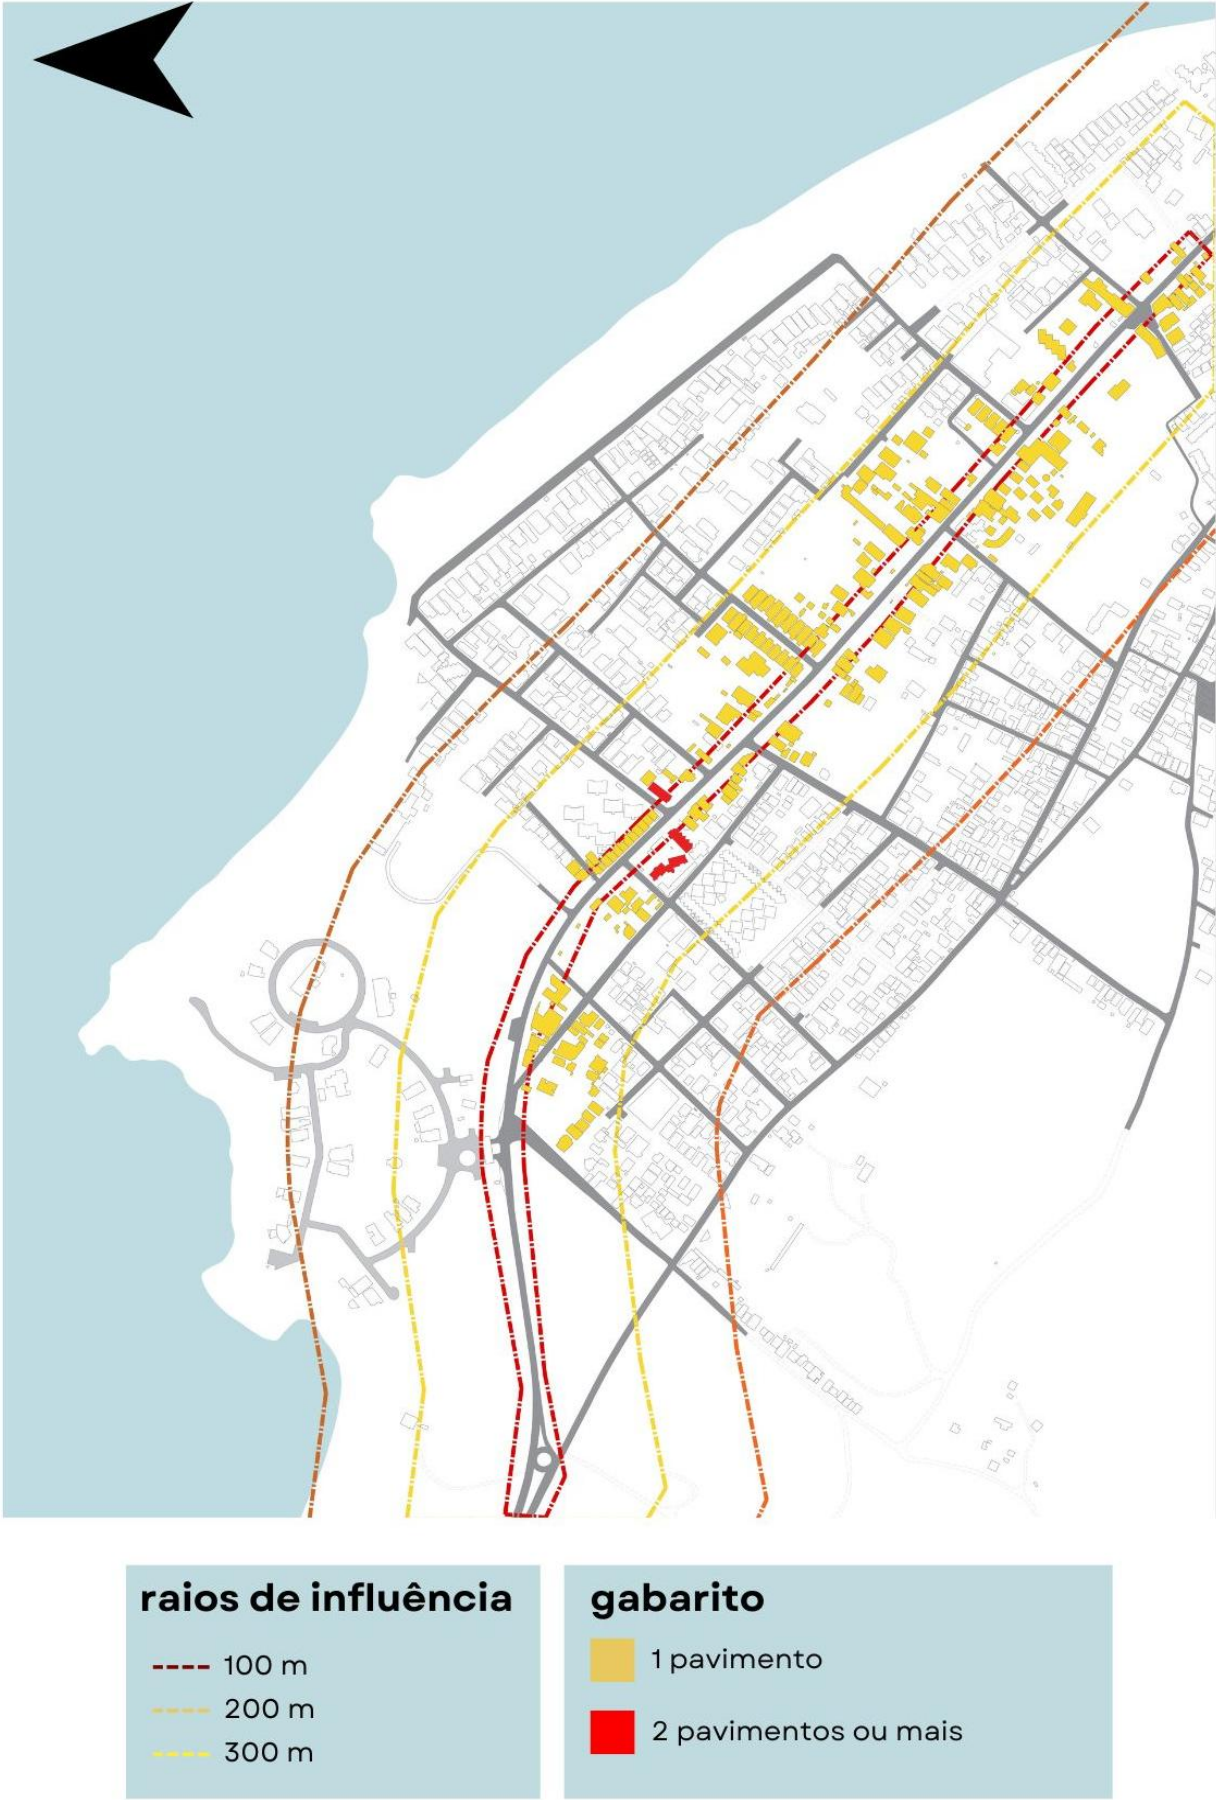 raios de influência
100 m
200 m
300 m
gabarito
1 pavimento
2 pavimentos ou mais